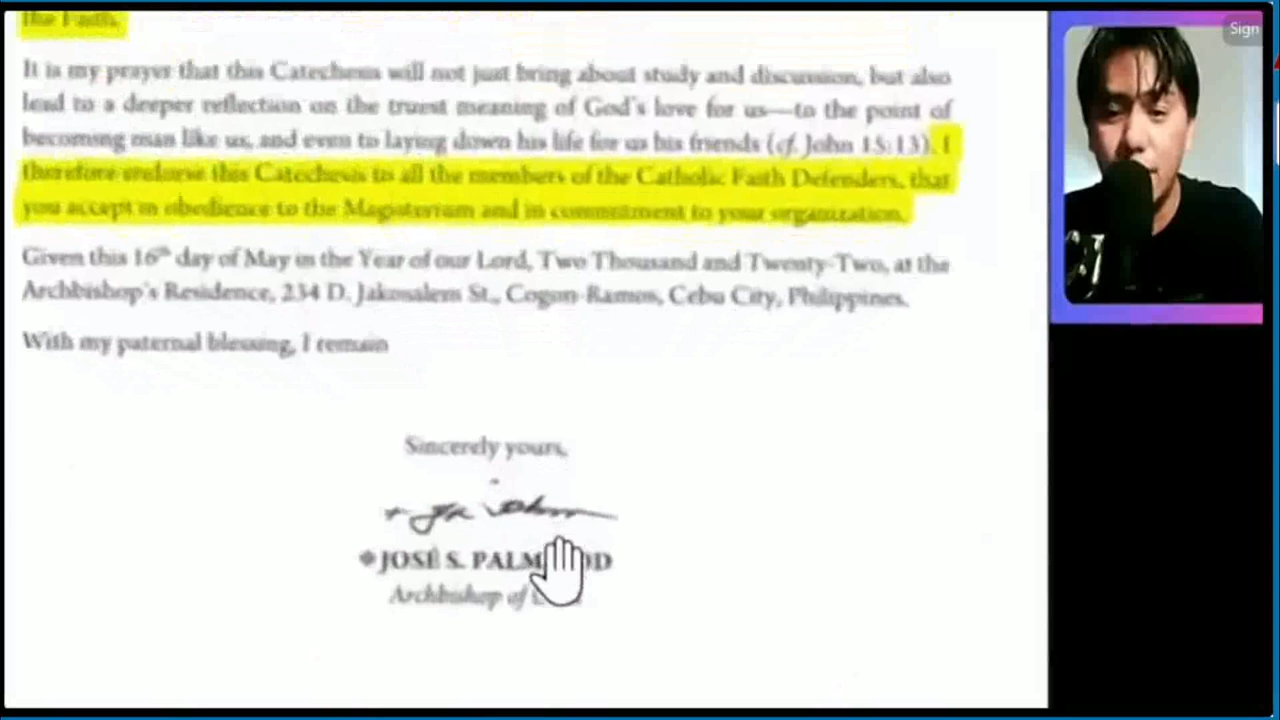 the Faith.
It is my prayer that this Catechesis will not just bring about study and discussion, but also
lead to a deeper reflection on the truest meaning of God's love for us—to the point of
becoming man like us, and even to laying down his life for us his friends (cf. John 15:13). I
therefore endorse this Catechesis to all the members of the Catholic Faith Defenders, that
you accept in obedience to the Magisterium and in commitment to your organization.
Given this 16th day of May in the Year of our Lord, Two Thousand and Twenty-Two, at the
Archbishop's Residence, 234 D. Jakosalem St., Cogon-Ramos, Cebu City, Philippines.
With my paternal blessing, I remain
Sincerely yours,
JOSÉ S. PALM
Archbishop of
Sign